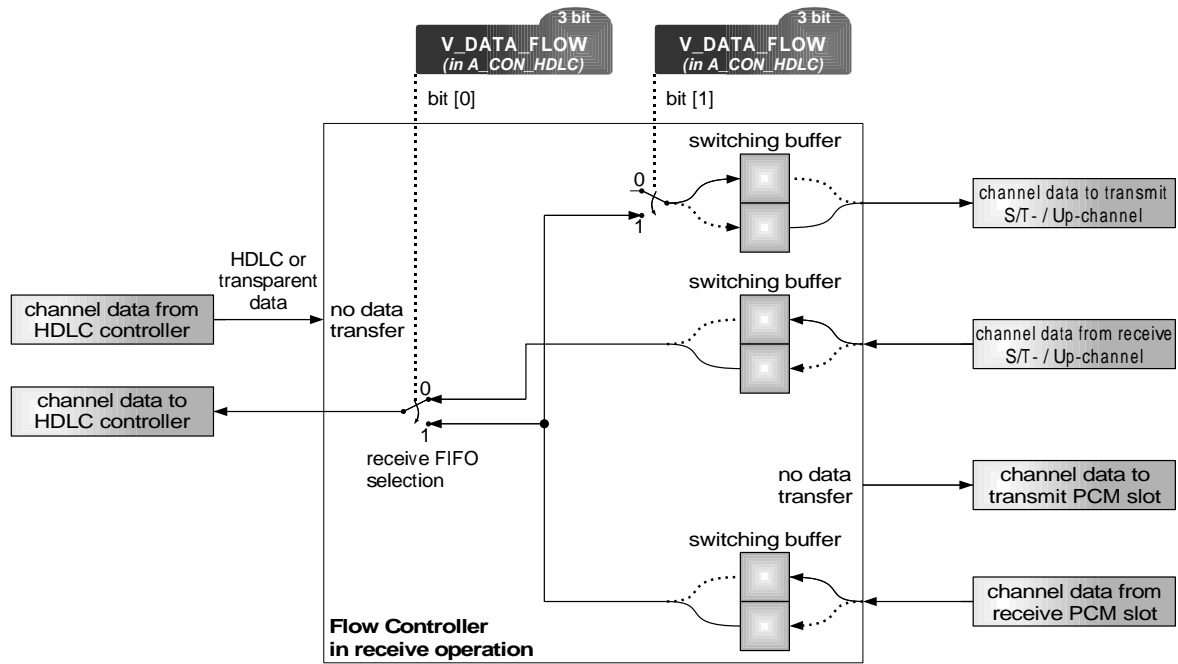 3 bit
V_DATA_FLOW
(in A_CON_HDLC)
3 bit
V_DATA_FLOW
(in A_CON_HDLC)
bit [0]
bit [1]
switching buffer
0
1
channel data to transmit
S/T- / Up-channel
HDLC or
transparent
data
channel data from
HDLC controller
no data
transfer
switching buffer
channel data from receive
S/T- / Up-channel
channel data to
HDLC controller
0
1
receive FIFO
selection
no data
transfer
channel data to
transmit PCM slot
switching buffer
channel data from
receive PCM slot
Flow Controller
in receive operation